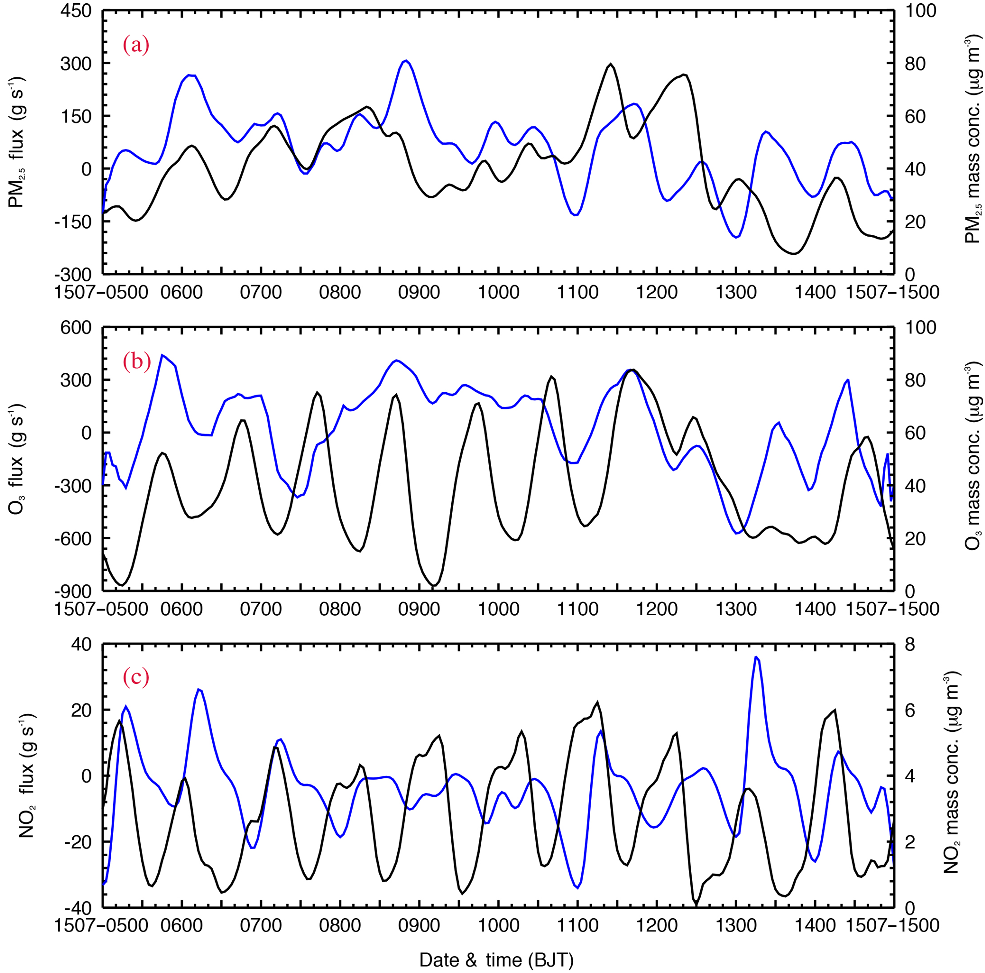 (a)
PM₂.₅ flux (g s⁻¹)
450
300
150
0
-150
-300
100
80
60
40
20
0
PM₂.₅ mass conc. (μg m⁻³)
1507−0500 0600 0700 0800 0900 1000 1100 1200 1300 1400 1507−1500
(b)
O₃ flux (g s⁻¹)
600
300
0
-300
-600
-900
100
80
60
40
20
0
O₃ mass conc. (μg m⁻³)
1507−0500 0600 0700 0800 0900 1000 1100 1200 1300 1400 1507−1500
(c)
NO₂ flux (g s⁻¹)
40
20
0
-20
-40
8
6
4
2
0
NO₂ mass conc. (μg m⁻³)
1507−0500 0600 0700 0800 0900 1000 1100 1200 1300 1400 1507−1500
Date & time (BJT)